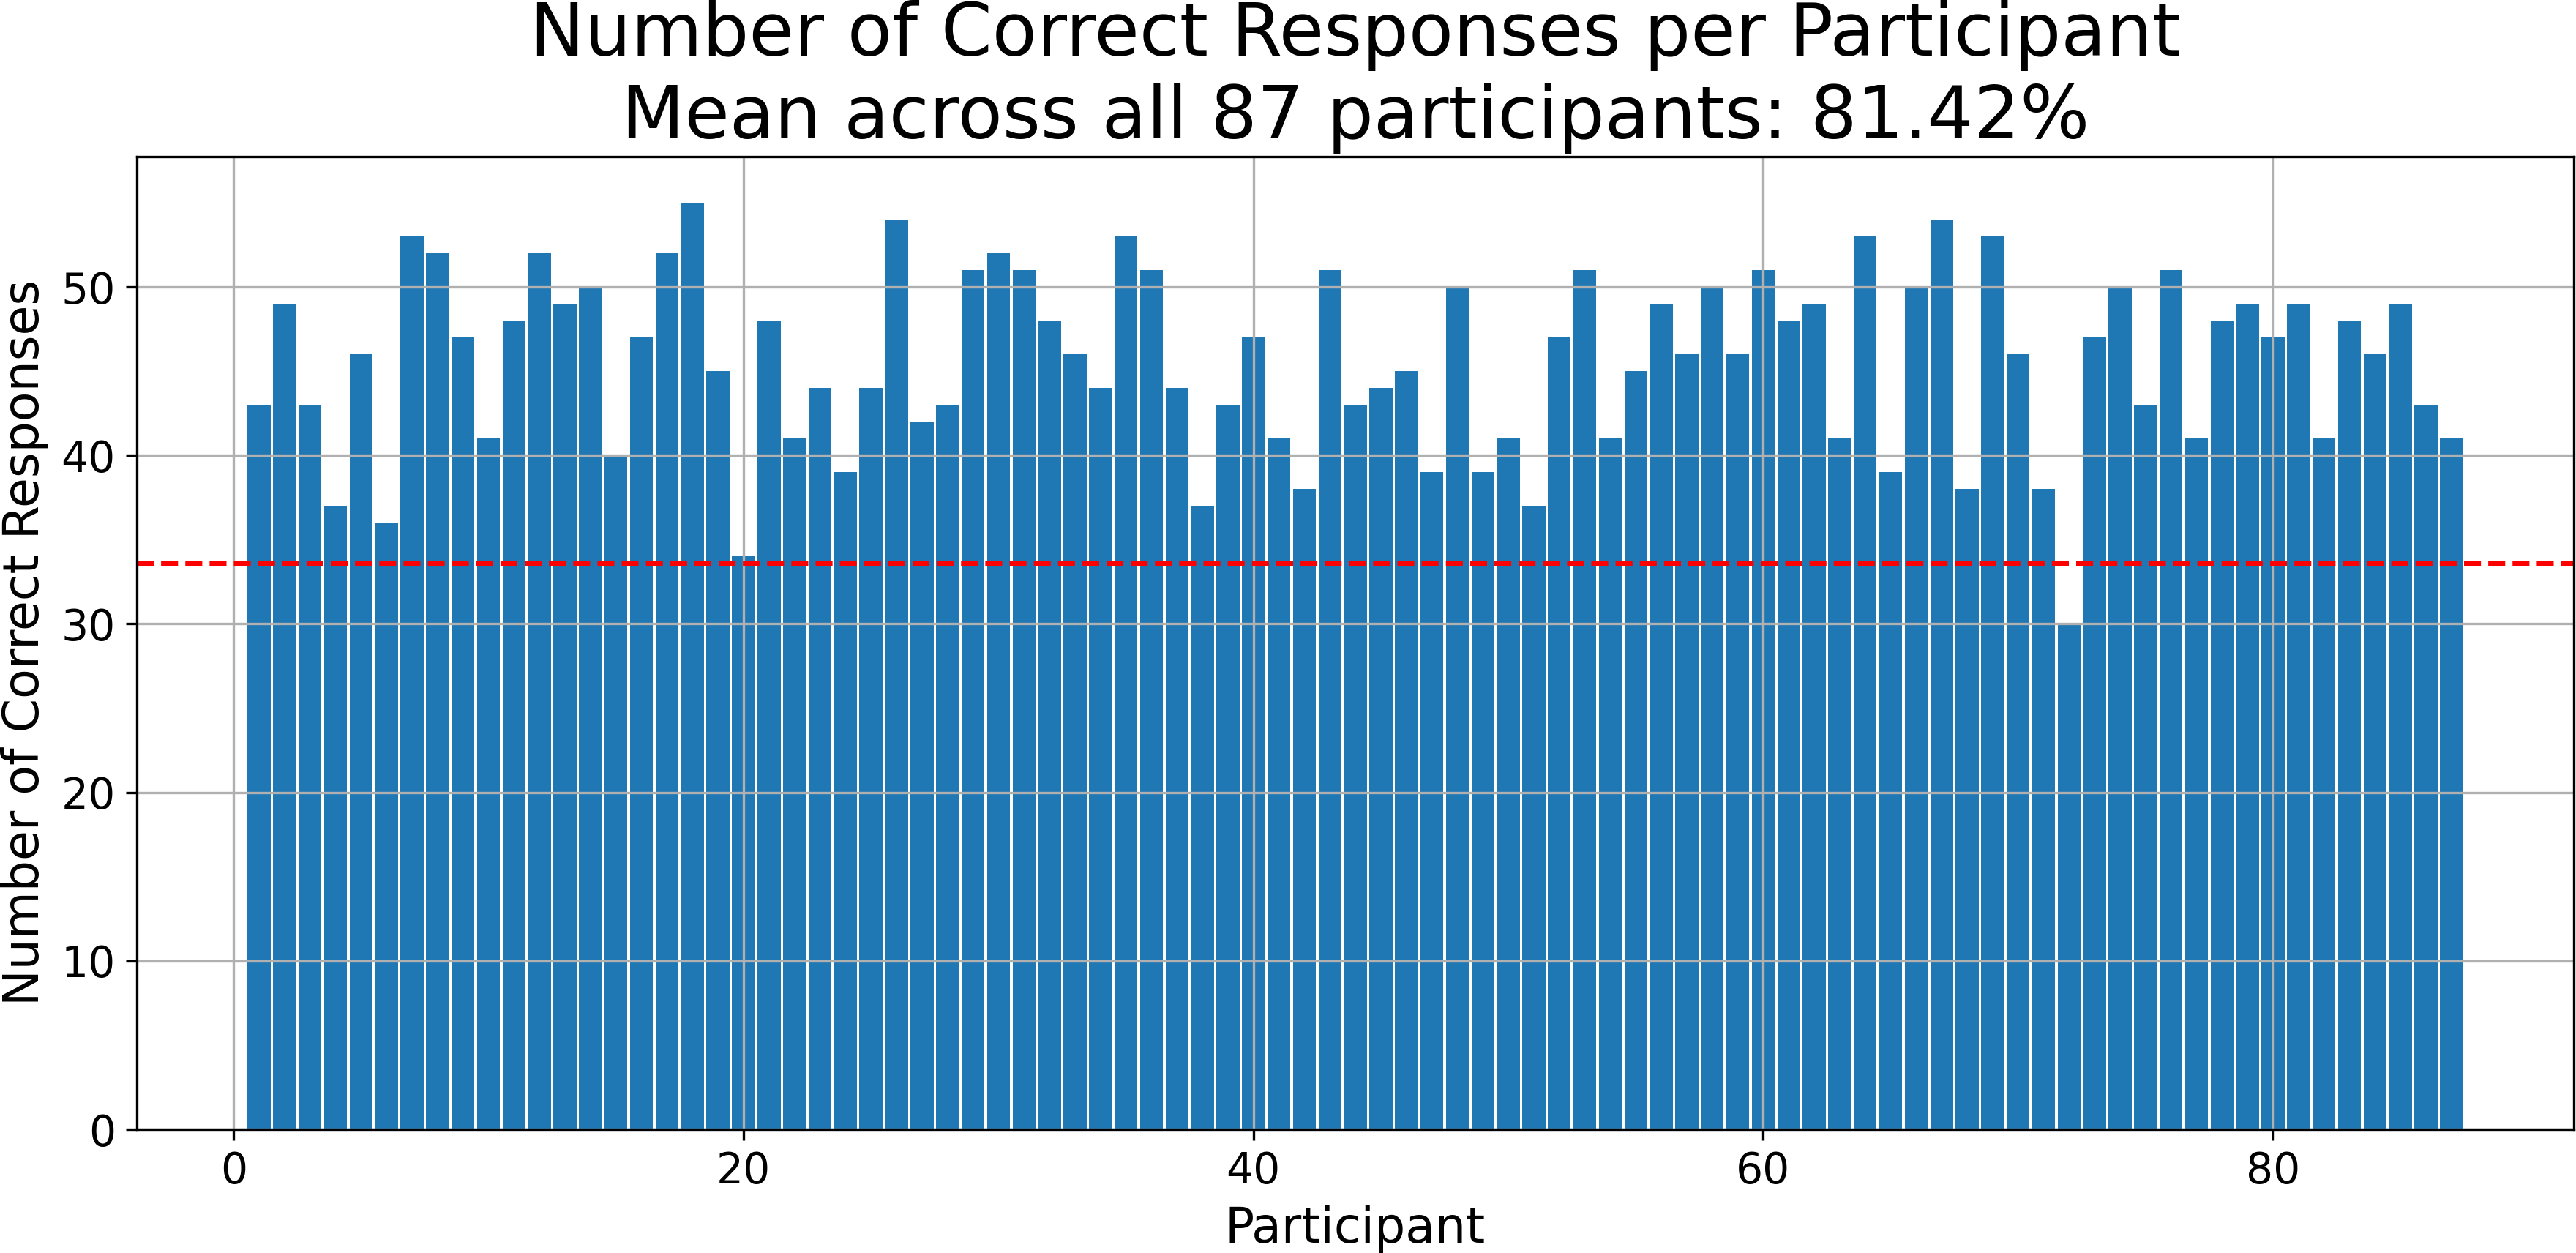 Number of Correct Responses per Participant
Mean across all 87 participants: 81.42%
Number of Correct Responses
50
40
30
20
10
0
0 20 40 60 80
Participant